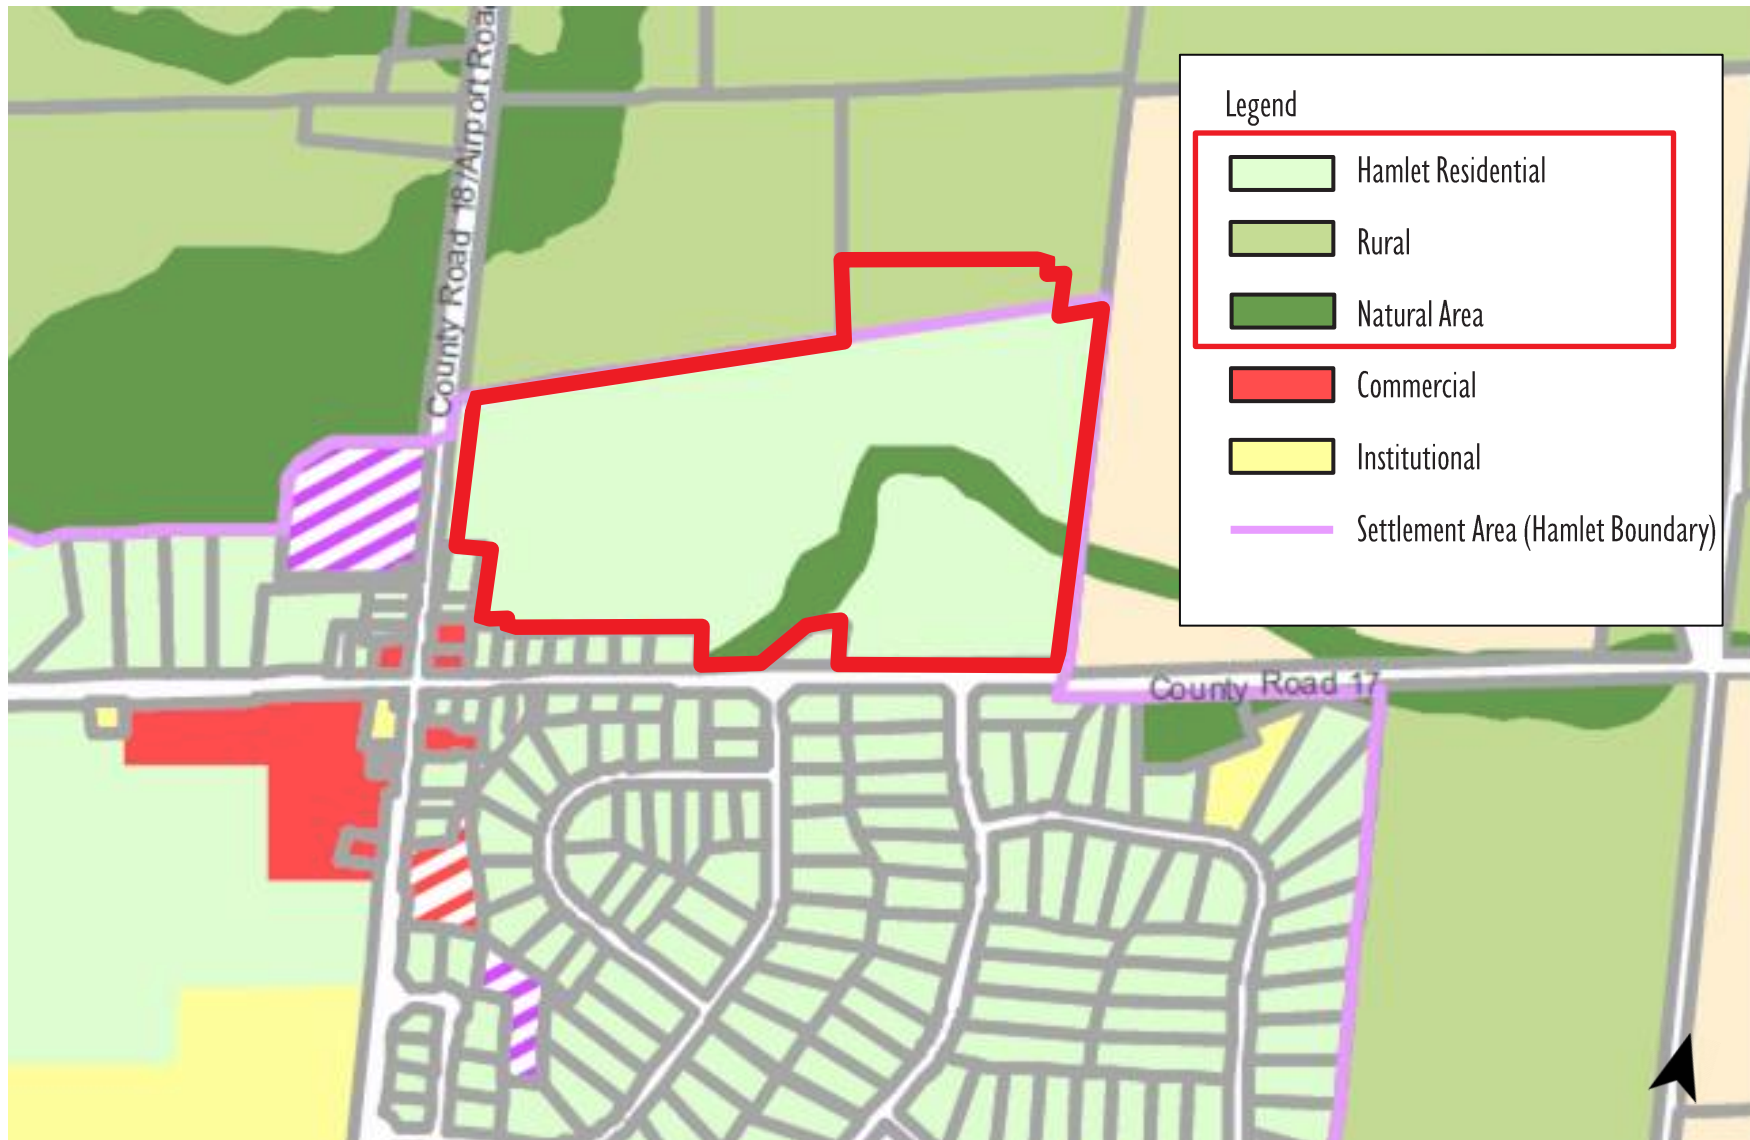 County Road 18/Airport Road
Legend
Hamlet Residential
Rural
Natural Area
Commercial
Institutional
Settlement Area (Hamlet Boundary)
County Road 17